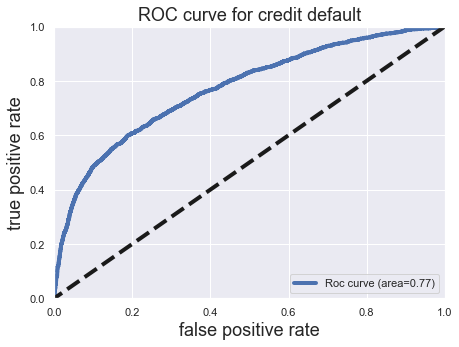 ROC curve for credit default
1.0
0.8
0.6
0.4
0.2
0.0
true positive rate
Roc curve (area=0.77)
0.0 0.2 0.4 0.6 0.8 1.0
false positive rate